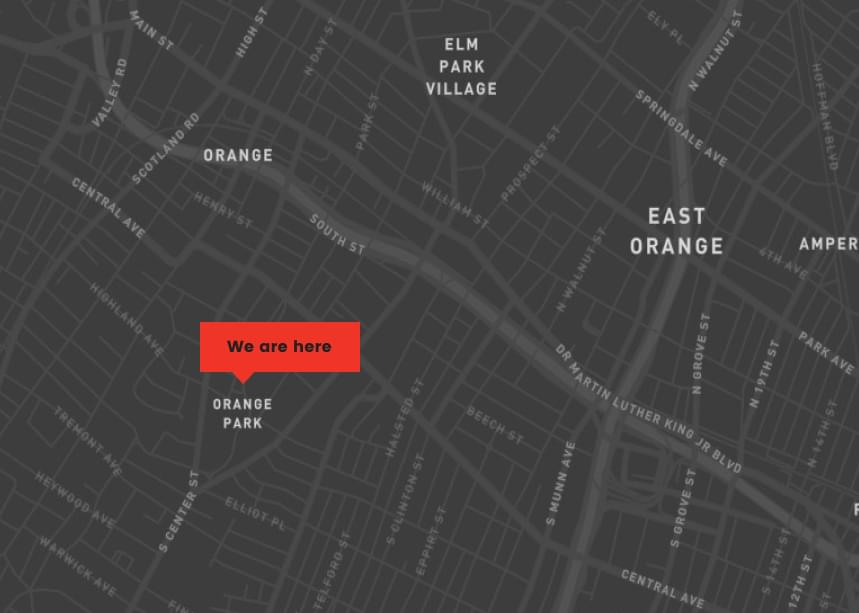 MAIN ST
HIGH ST
N DAY ST
ELM
PARK
VILLAGE
ELY PL
N WALNUT ST
HOFFMAN BLVD
VALLEY RD
SCOTLAND RD
PARK ST
SPRINGDALE AVE
PROSPECT ST
ORANGE
CENTRAL AVE
HENRY ST
WILLIAM ST
SOUTH ST
EAST
ORANGE
AMPER
4TH AVE
N WALNUT ST
HIGHLAND AVE
We are here
N GROVE ST
N 19TH ST
PARK AVE
DR MARTIN LUTHER KING JR BLVD
ORANGE
PARK
HALSTED ST
BEECH ST
TREMONT AVE
N 14TH ST
HEYWOOD AVE
S CENTER ST
ELLIOT PL
S CLINTON ST
EPPIRT ST
S MUNN AVE
S GROVE ST
WARWICK AVE
TELFORD ST
CENTRAL AVE
S 14TH ST
12TH ST